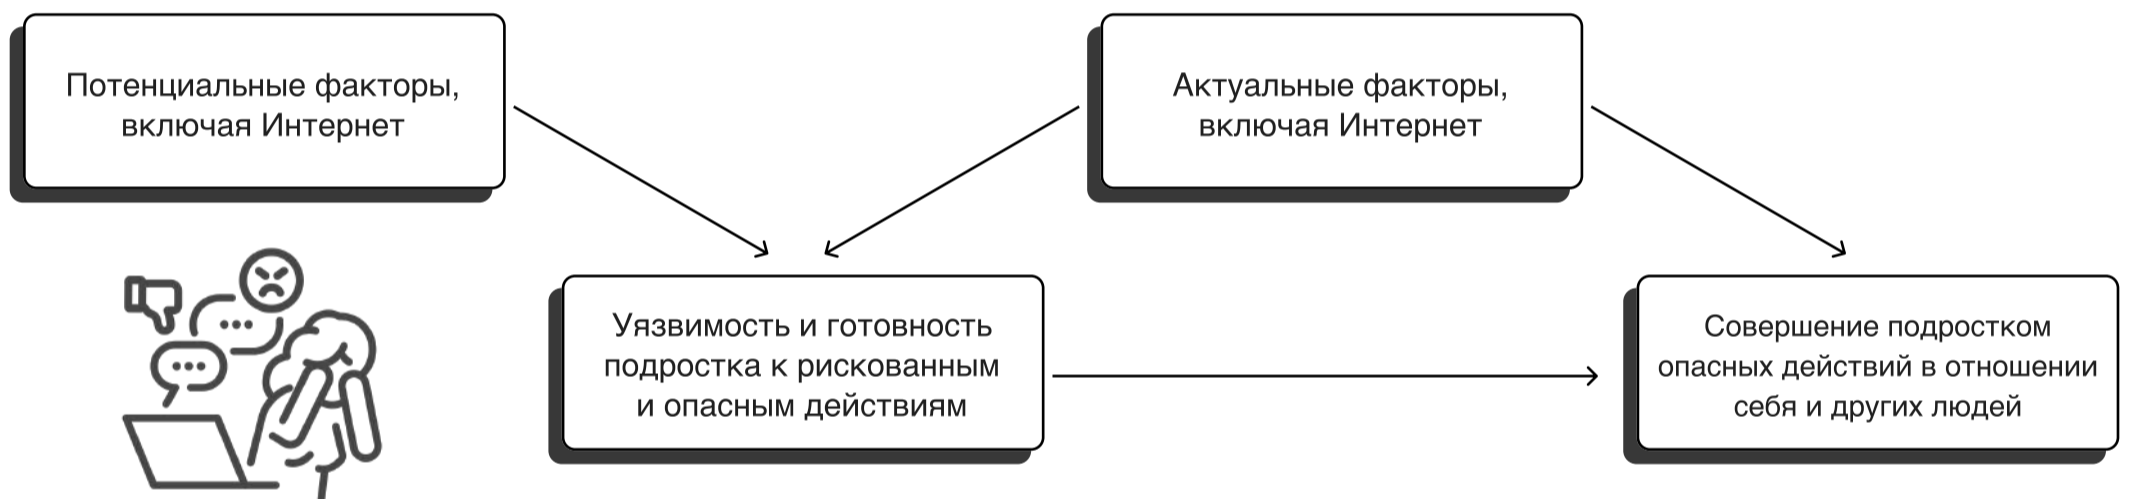 Потенциальные факторы,
включая Интернет
Актуальные факторы,
включая Интернет
Уязвимость и готовность
подростка к рискованным
и опасным действиям
Совершение подростком
опасных действий в отношении
себя и других людей